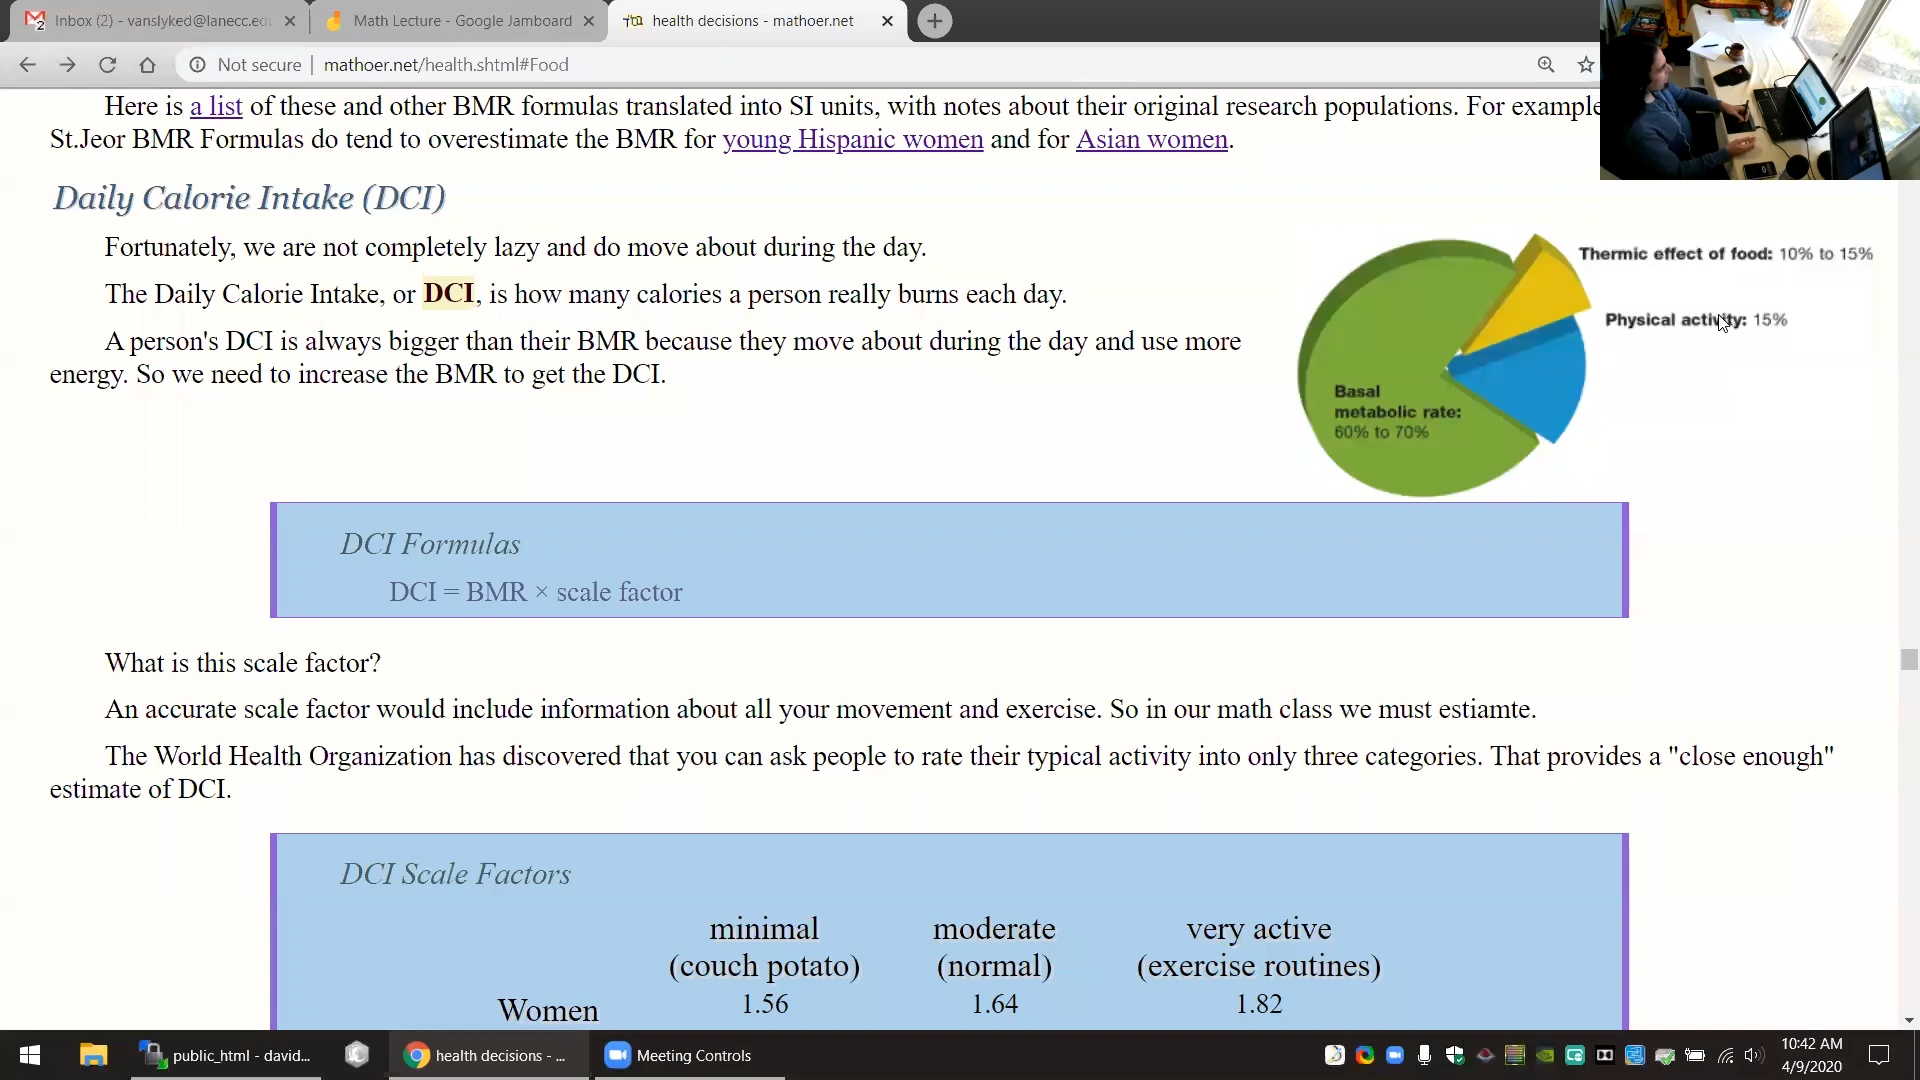 Inbox (2) - vanslyked@lanecc.ed
Math Lecture - Google Jamboard
health decisions - mathoer.net
Not secure
mathoer.net/health.shtml#Food
Here is a list of these and other BMR formulas translated into SI units, with notes about their original research populations. For example
St.Jeor BMR Formulas do tend to overestimate the BMR for young Hispanic women and for Asian women.
Daily Calorie Intake (DCI)
Fortunately, we are not completely lazy and do move about during the day.
The Daily Calorie Intake, or DCI, is how many calories a person really burns each day.
A person's DCI is always bigger than their BMR because they move about during the day and use more
energy. So we need to increase the BMR to get the DCI.
Thermic effect of food: 10% to 15%
Physical activity: 15%
Basal
metabolic rate:
60% to 70%
DCI Formulas
DCI = BMR × scale factor
What is this scale factor?
An accurate scale factor would include information about all your movement and exercise. So in our math class we must estiamte.
The World Health Organization has discovered that you can ask people to rate their typical activity into only three categories. That provides a "close enough"
estimate of DCI.
DCI Scale Factors
minimal moderate very active
(couch potato) (normal) (exercise routines)
Women 1.56 1.64 1.82
public_html - david...
health decisions - ...
Meeting Controls
10:42 AM
4/9/2020